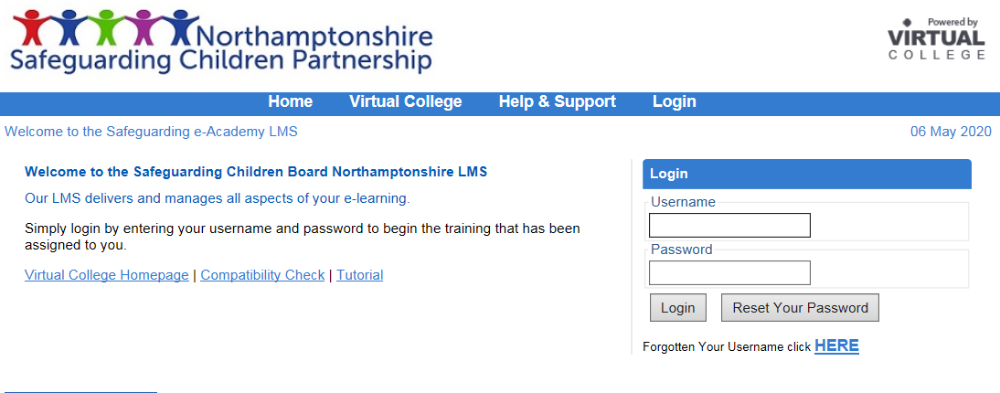 Northamptonshire
Safeguarding Children Partnership
Powered by
VIRTUAL
COLLEGE
Home Virtual College Help & Support Login
Welcome to the Safeguarding e-Academy LMS 06 May 2020
Welcome to the Safeguarding Children Board Northamptonshire LMS
Our LMS delivers and manages all aspects of your e-learning.
Simply login by entering your username and password to begin the training that has been
assigned to you.
Virtual College Homepage | Compatibility Check | Tutorial
Login
Username
Password
Login Reset Your Password
Forgotten Your Username click HERE